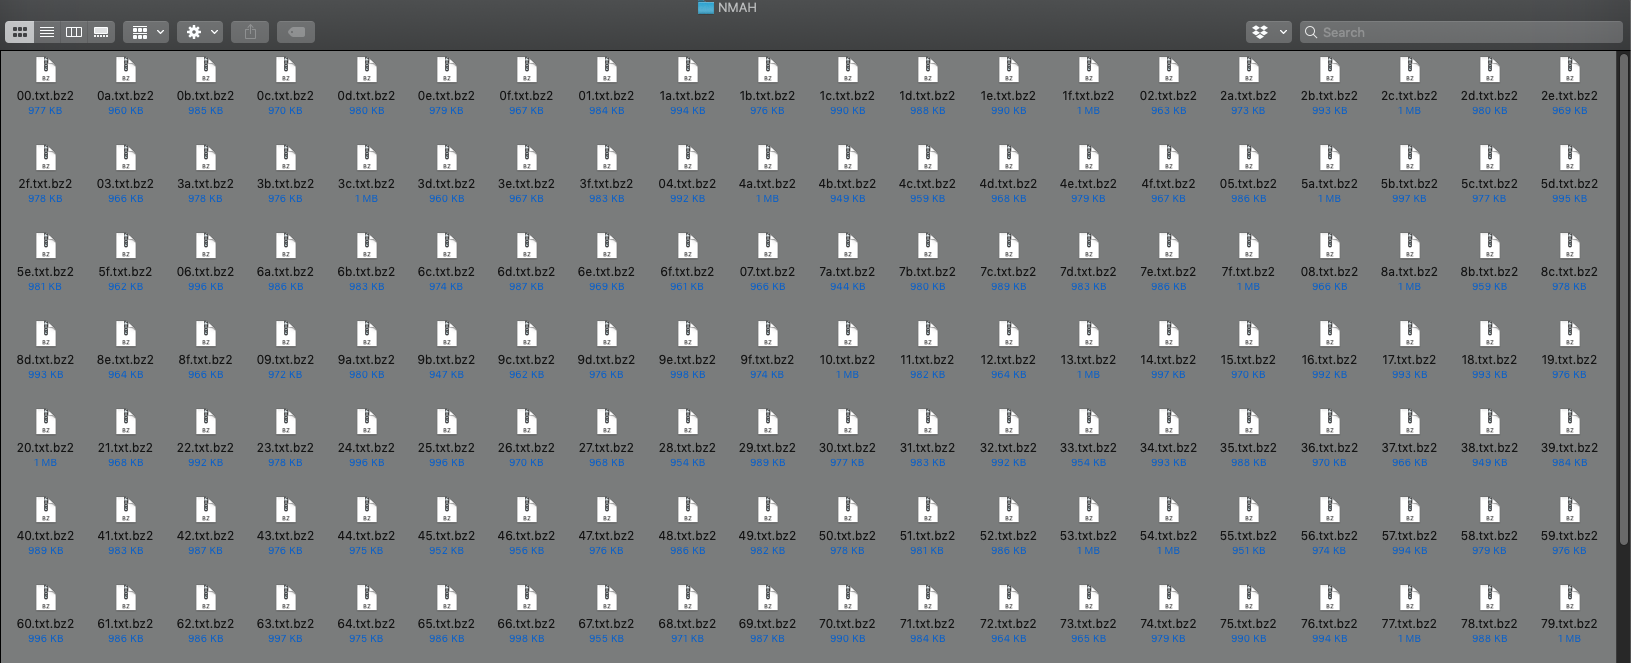 NMAH
Search
00.txt.bz2 0a.txt.bz2 0b.txt.bz2 0c.txt.bz2 0d.txt.bz2 0e.txt.bz2 0f.txt.bz2 01.txt.bz2 1a.txt.bz2 1b.txt.bz2 1c.txt.bz2 1d.txt.bz2 1e.txt.bz2 1f.txt.bz2 02.txt.bz2 2a.txt.bz2 2b.txt.bz2 2c.txt.bz2 2d.txt.bz2 2e.txt.bz2
977 KB 960 KB 985 KB 970 KB 980 KB 979 KB 967 KB 984 KB 994 KB 976 KB 990 KB 988 KB 990 KB 1 MB 963 KB 973 KB 993 KB 1 MB 980 KB 969 KB
2f.txt.bz2 03.txt.bz2 3a.txt.bz2 3b.txt.bz2 3c.txt.bz2 3d.txt.bz2 3e.txt.bz2 3f.txt.bz2 04.txt.bz2 4a.txt.bz2 4b.txt.bz2 4c.txt.bz2 4d.txt.bz2 4e.txt.bz2 4f.txt.bz2 05.txt.bz2 5a.txt.bz2 5b.txt.bz2 5c.txt.bz2 5d.txt.bz2
978 KB 966 KB 978 KB 976 KB 1 MB 960 KB 967 KB 983 KB 992 KB 1 MB 949 KB 959 KB 968 KB 979 KB 967 KB 986 KB 1 MB 997 KB 977 KB 995 KB
5e.txt.bz2 5f.txt.bz2 06.txt.bz2 6a.txt.bz2 6b.txt.bz2 6c.txt.bz2 6d.txt.bz2 6e.txt.bz2 6f.txt.bz2 07.txt.bz2 7a.txt.bz2 7b.txt.bz2 7c.txt.bz2 7d.txt.bz2 7e.txt.bz2 7f.txt.bz2 08.txt.bz2 8a.txt.bz2 8b.txt.bz2 8c.txt.bz2
981 KB 962 KB 996 KB 986 KB 983 KB 974 KB 987 KB 969 KB 961 KB 966 KB 944 KB 980 KB 989 KB 983 KB 986 KB 1 MB 966 KB 1 MB 959 KB 978 KB
8d.txt.bz2 8e.txt.bz2 8f.txt.bz2 09.txt.bz2 9a.txt.bz2 9b.txt.bz2 9c.txt.bz2 9d.txt.bz2 9e.txt.bz2 9f.txt.bz2 10.txt.bz2 11.txt.bz2 12.txt.bz2 13.txt.bz2 14.txt.bz2 15.txt.bz2 16.txt.bz2 17.txt.bz2 18.txt.bz2 19.txt.bz2
993 KB 964 KB 966 KB 972 KB 980 KB 947 KB 962 KB 976 KB 998 KB 974 KB 1 MB 982 KB 964 KB 1 MB 997 KB 970 KB 992 KB 993 KB 993 KB 976 KB
20.txt.bz2 21.txt.bz2 22.txt.bz2 23.txt.bz2 24.txt.bz2 25.txt.bz2 26.txt.bz2 27.txt.bz2 28.txt.bz2 29.txt.bz2 30.txt.bz2 31.txt.bz2 32.txt.bz2 33.txt.bz2 34.txt.bz2 35.txt.bz2 36.txt.bz2 37.txt.bz2 38.txt.bz2 39.txt.bz2
1 MB 968 KB 992 KB 978 KB 996 KB 996 KB 970 KB 968 KB 954 KB 989 KB 977 KB 983 KB 992 KB 954 KB 993 KB 988 KB 970 KB 966 KB 949 KB 984 KB
40.txt.bz2 41.txt.bz2 42.txt.bz2 43.txt.bz2 44.txt.bz2 45.txt.bz2 46.txt.bz2 47.txt.bz2 48.txt.bz2 49.txt.bz2 50.txt.bz2 51.txt.bz2 52.txt.bz2 53.txt.bz2 54.txt.bz2 55.txt.bz2 56.txt.bz2 57.txt.bz2 58.txt.bz2 59.txt.bz2
989 KB 983 KB 987 KB 976 KB 975 KB 952 KB 956 KB 976 KB 986 KB 982 KB 978 KB 981 KB 986 KB 1 MB 1 MB 951 KB 974 KB 994 KB 979 KB 976 KB
60.txt.bz2 61.txt.bz2 62.txt.bz2 63.txt.bz2 64.txt.bz2 65.txt.bz2 66.txt.bz2 67.txt.bz2 68.txt.bz2 69.txt.bz2 70.txt.bz2 71.txt.bz2 72.txt.bz2 73.txt.bz2 74.txt.bz2 75.txt.bz2 76.txt.bz2 77.txt.bz2 78.txt.bz2 79.txt.bz2
996 KB 986 KB 986 KB 997 KB 975 KB 986 KB 998 KB 955 KB 971 KB 987 KB 990 KB 984 KB 964 KB 965 KB 979 KB 990 KB 994 KB 1 MB 988 KB 1 MB